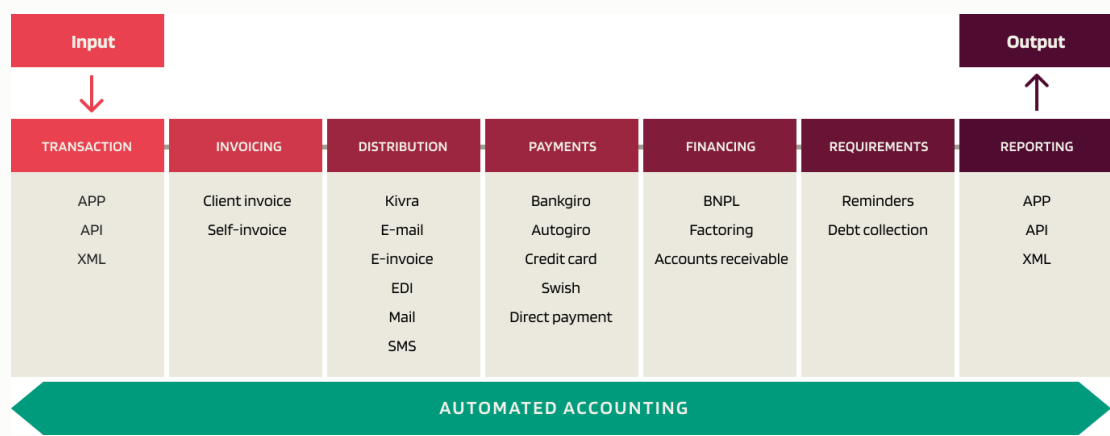 Input
Output
TRANSACTION
INVOICING
DISTRIBUTION
PAYMENTS
FINANCING
REQUIREMENTS
REPORTING
APP
API
XML
Client invoice
Self-invoice
Kivra
E-mail
E-invoice
EDI
Mail
SMS
Bankgiro
Autogiro
Credit card
Swish
Direct payment
BNPL
Factoring
Accounts receivable
Reminders
Debt collection
APP
API
XML
AUTOMATED ACCOUNTING